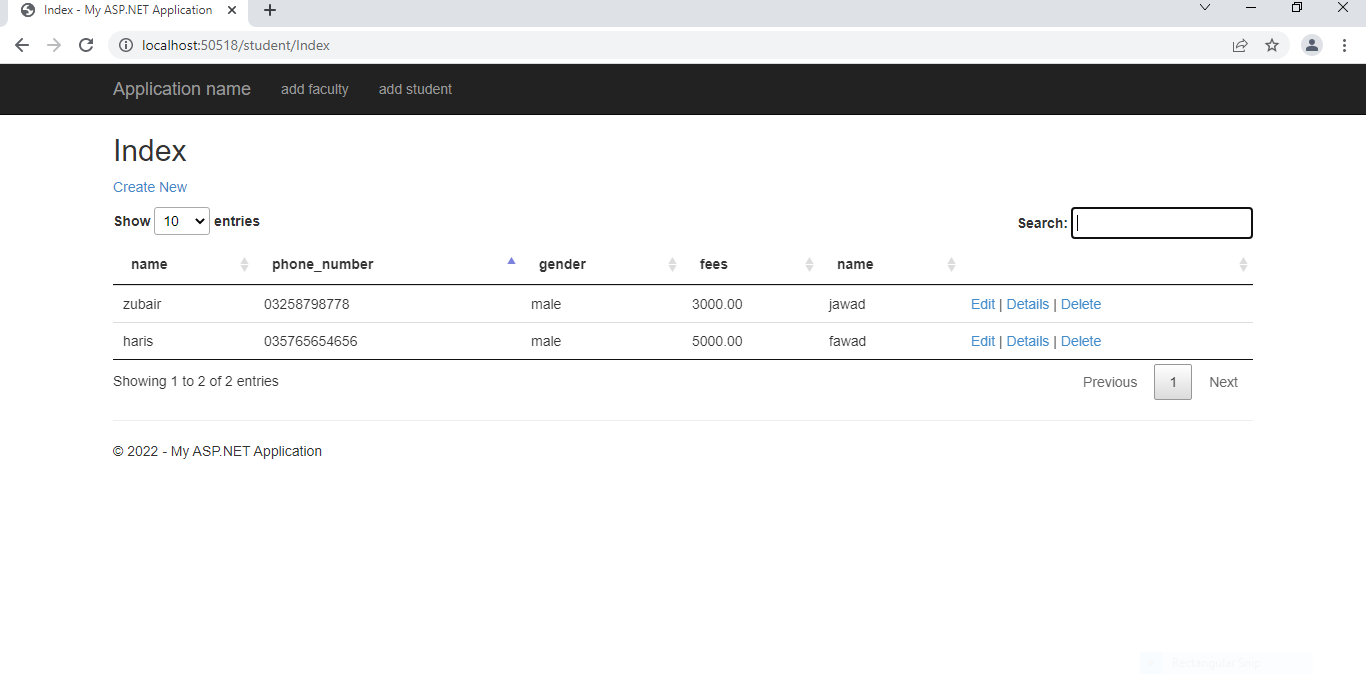 Index - My ASP.NET Application
localhost:50518/student/Index
Application name add faculty add student
Index
Create New
Show 10 entries Search:
name phone_number gender fees name
zubair 03258798778 male 3000.00 jawad Edit | Details | Delete
haris 035765654656 male 5000.00 fawad Edit | Details | Delete
Showing 1 to 2 of 2 entries Previous 1 Next
© 2022 - My ASP.NET Application